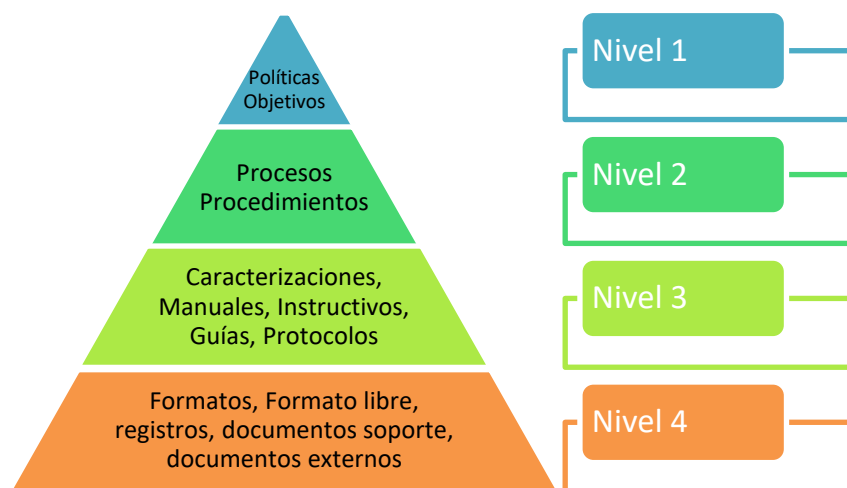 Políticas
Objetivos
Nivel 1
Procesos
Procedimientos
Nivel 2
Caracterizaciones,
Manuales, Instructivos,
Guías, Protocolos
Nivel 3
Formatos, Formato libre,
registros, documentos soporte,
documentos externos
Nivel 4